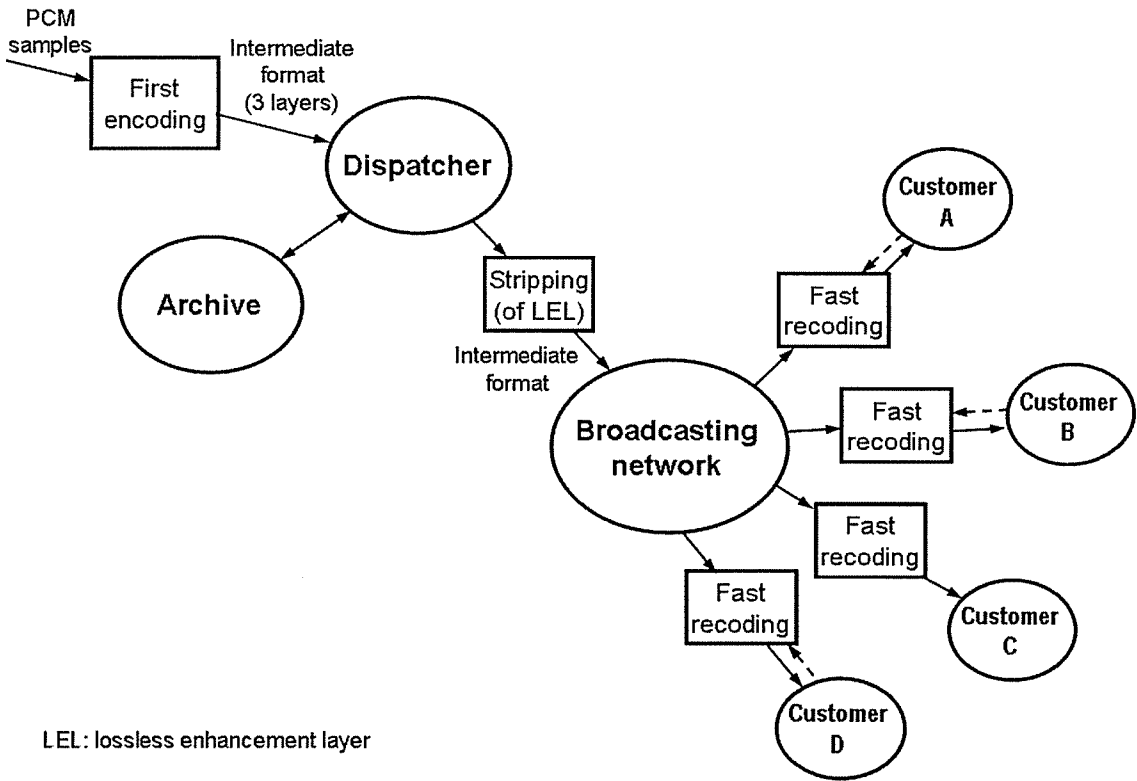 PCM
samples
First
encoding
Intermediate
format
(3 layers)
Dispatcher
Archive
Stripping
(of LEL)
Intermediate
format
Broadcasting
network
Fast
recoding
Customer
A
Fast
recoding
Customer
B
Fast
recoding
Customer
C
Fast
recoding
Customer
D
LEL: lossless enhancement layer